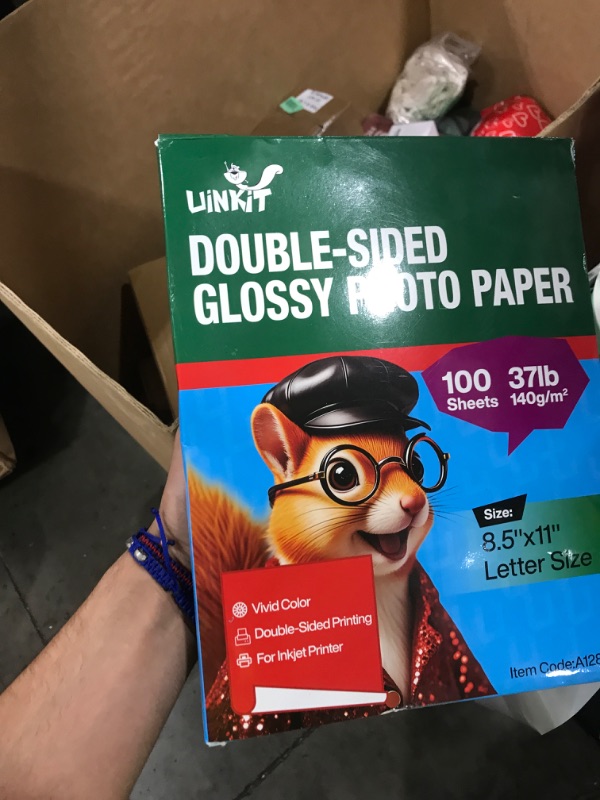 UiNKiT
DOUBLE-SIDED
GLOSSY PHOTO PAPER
100 37lb
Sheets 140g/m²
Size:
8.5"x11"
Letter Size
Vivid Color
Double-Sided Printing
For Inkjet Printer
Item Code:A128